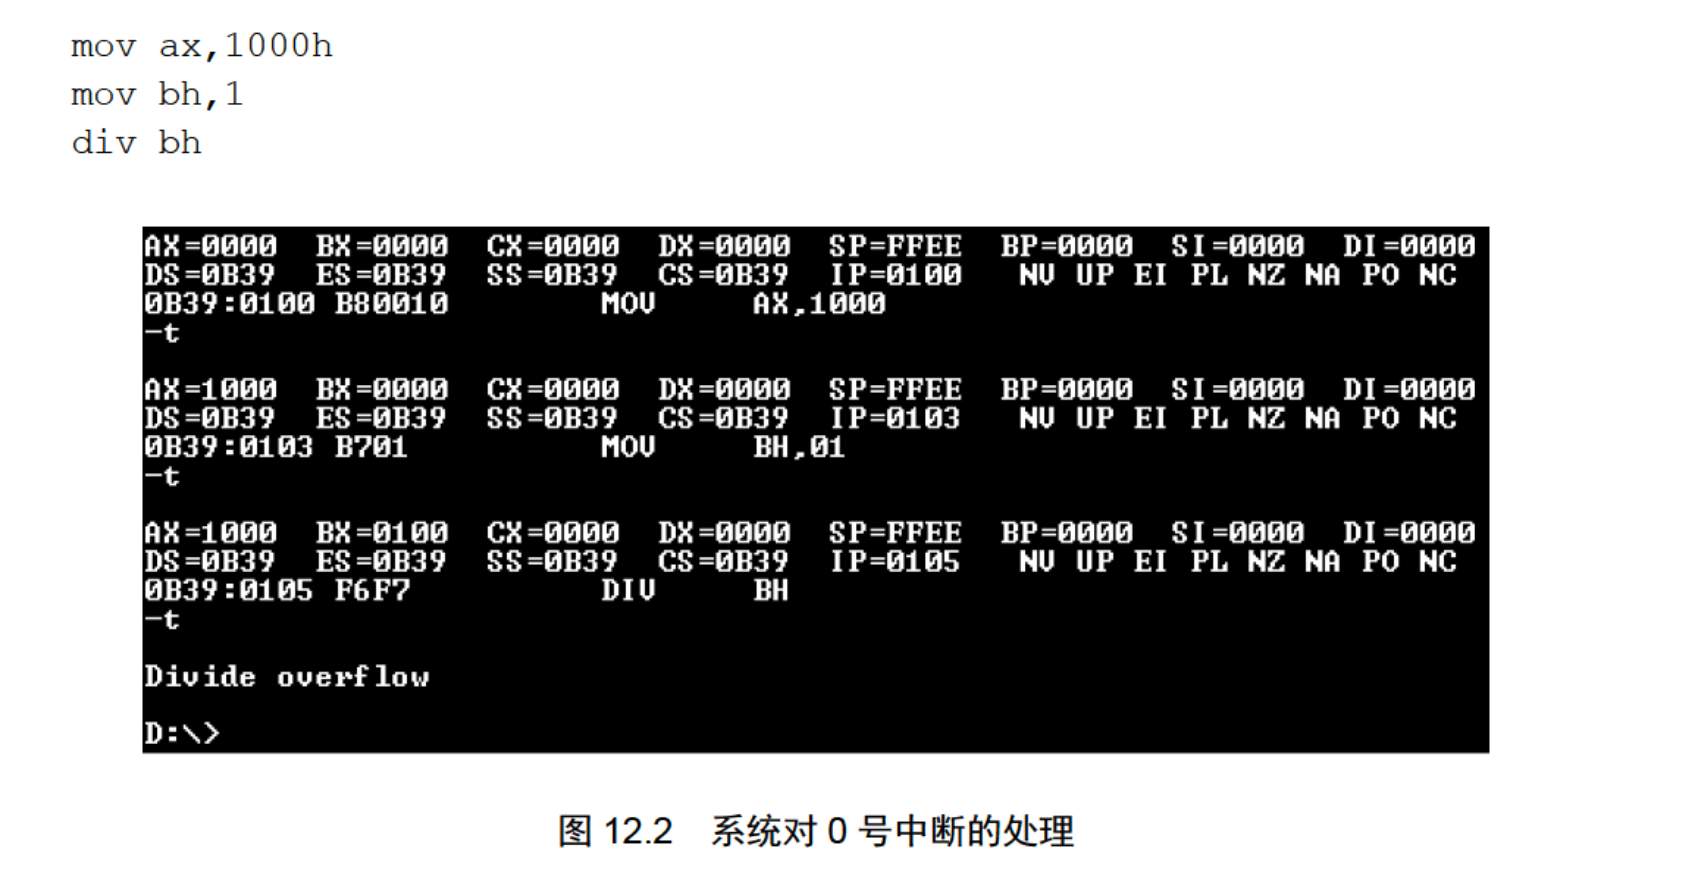 mov ax,1000h
mov bh,1
div bh
AX=0000 BX=0000 CX=0000 DX=0000 SP=FFEE BP=0000 SI=0000 DI=0000
DS=0B39 ES=0B39 SS=0B39 CS=0B39 IP=0100 NV UP EI PL NZ NA PO NC
0B39:0100 B80010 MOV AX,1000
-t
AX=1000 BX=0000 CX=0000 DX=0000 SP=FFEE BP=0000 SI=0000 DI=0000
DS=0B39 ES=0B39 SS=0B39 CS=0B39 IP=0103 NV UP EI PL NZ NA PO NC
0B39:0103 B701 MOV BH,01
-t
AX=1000 BX=0100 CX=0000 DX=0000 SP=FFEE BP=0000 SI=0000 DI=0000
DS=0B39 ES=0B39 SS=0B39 CS=0B39 IP=0105 NV UP EI PL NZ NA PO NC
0B39:0105 F6F7 DIV BH
-t
Divide overflow
D:\>
图 12.2 系统对 0 号中断的处理